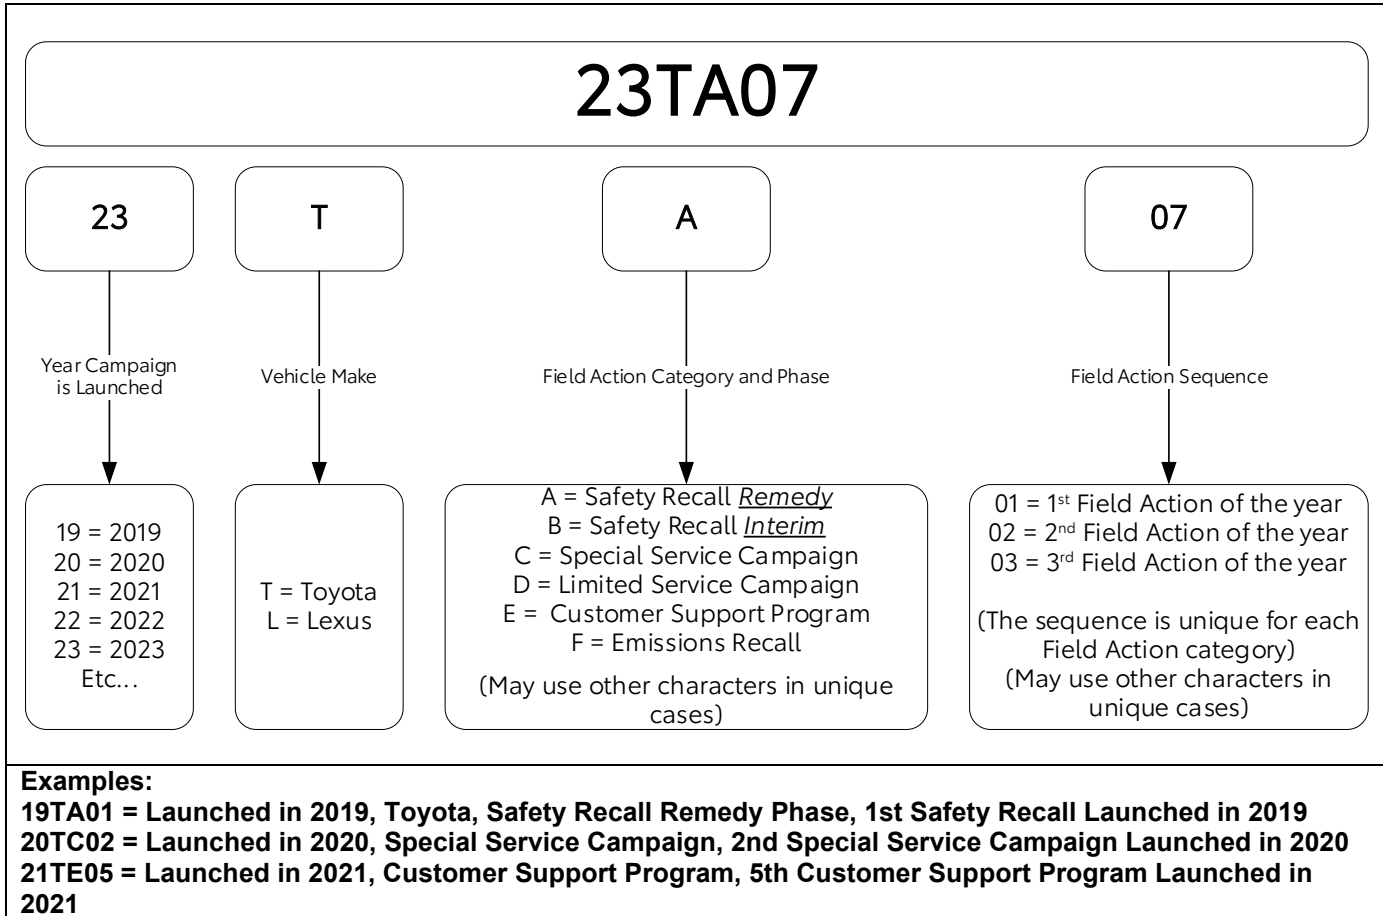 23TA07
23
T
A
07
Year Campaign
is Launched
Vehicle Make
Field Action Category and Phase
Field Action Sequence
19 = 2019
20 = 2020
21 = 2021
22 = 2022
23 = 2023
Etc...
T = Toyota
L = Lexus
A = Safety Recall Remedy
B = Safety Recall Interim
C = Special Service Campaign
D = Limited Service Campaign
E =  Customer Support Program
F = Emissions Recall
(May use other characters in unique
cases)
01 = 1st Field Action of the year
02 = 2nd Field Action of the year
03 = 3rd Field Action of the year
(The sequence is unique for each
Field Action category)
(May use other characters in
unique cases)
Examples:
19TA01 = Launched in 2019, Toyota, Safety Recall Remedy Phase, 1st Safety Recall Launched in 2019
20TC02 = Launched in 2020, Special Service Campaign, 2nd Special Service Campaign Launched in 2020
21TE05 = Launched in 2021, Customer Support Program, 5th Customer Support Program Launched in
2021